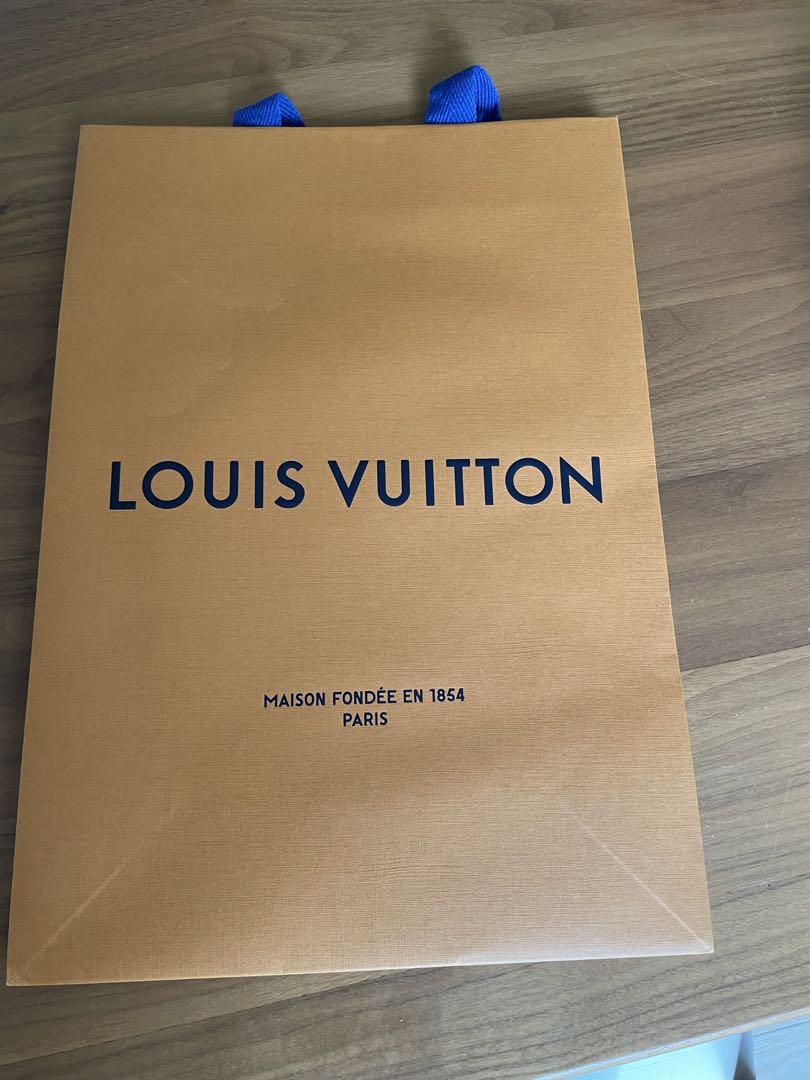 LOUIS VUITTON
MAISON FONDÉE EN 1854
PARIS